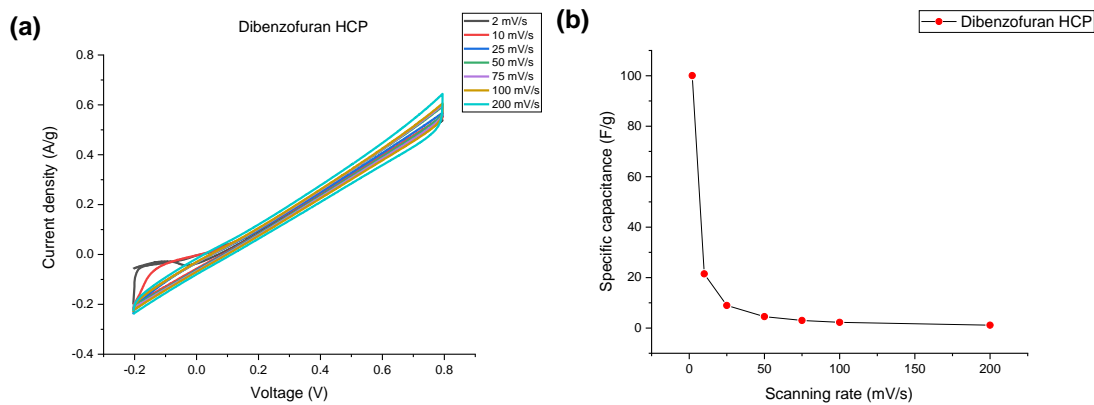 (a)
Dibenzofuran HCP
2 mV/s
10 mV/s
25 mV/s
50 mV/s
75 mV/s
100 mV/s
200 mV/s
0.8
0.6
0.4
0.2
0.0
-0.2
-0.4
Current density (A/g)
-0.2 0.0 0.2 0.4 0.6 0.8
Voltage (V)
(b)
Dibenzofuran HCP
100
80
60
40
20
0
Specific capacitance (F/g)
0 50 100 150 200
Scanning rate (mV/s)